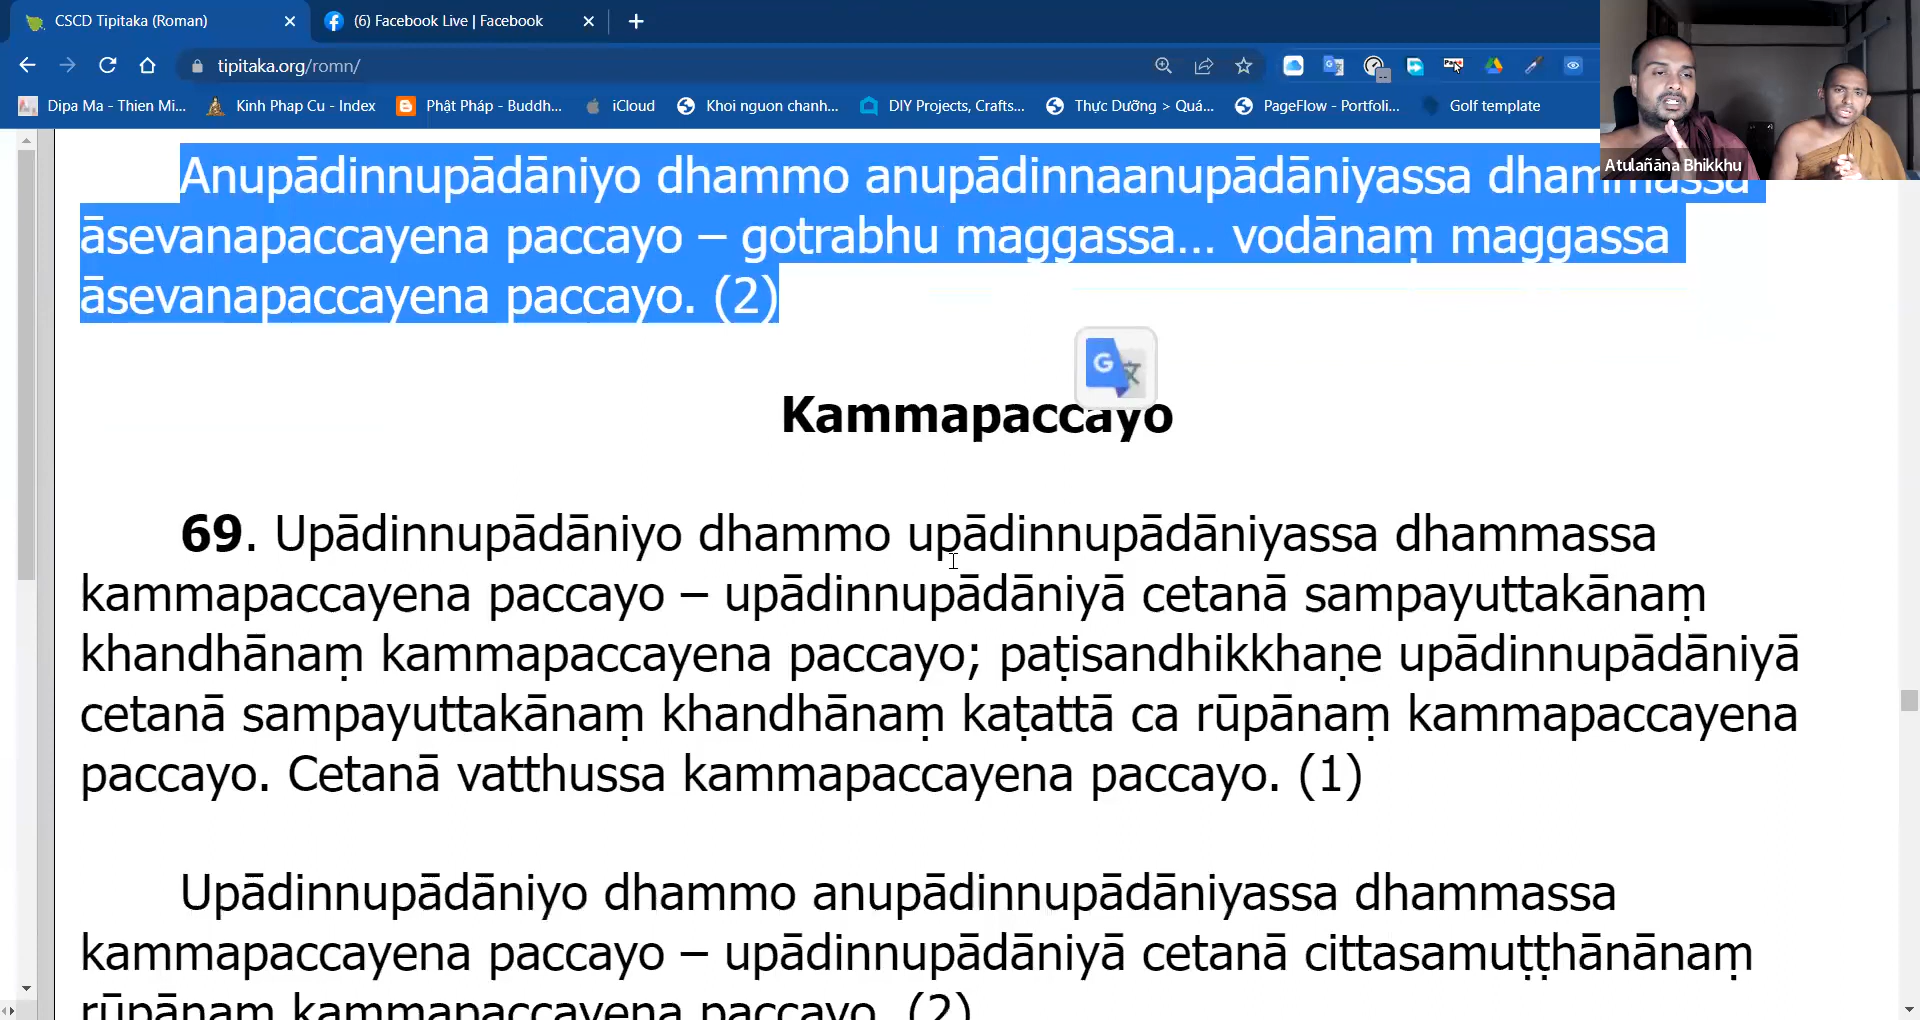 CSCD Tipitaka (Roman)
(6) Facebook Live | Facebook
tipitaka.org/romn/
Dipa Ma - Thien Mi...
Kinh Phap Cu - Index
Phật Pháp - Buddh...
iCloud
Khoi nguon chanh...
DIY Projects, Crafts...
Thực Dưỡng > Quá...
PageFlow - Portfoli...
Golf template
Atulañāna Bhikkhu
Anupādinnupādāniyo dhammo anupādinnaanupādāniyassa dhammassa
āsevanapaccayena paccayo – gotrabhu maggassa... vodānaṃ maggassa
āsevanapaccayena paccayo. (2)
Kammapaccayo
69. Upādinnupādāniyo dhammo upādinnupādāniyassa dhammassa
kammapaccayena paccayo – upādinnupādāniyā cetanā sampayuttakānaṃ
khandhānaṃ kammapaccayena paccayo; paṭisandhikkhaṇe upādinnupādāniyā
cetanā sampayuttakānaṃ khandhānaṃ kaṭattā ca rūpānaṃ kammapaccayena
paccayo. Cetanā vatthussa kammapaccayena paccayo. (1)
Upādinnupādāniyo dhammo anupādinnupādāniyassa dhammassa
kammapaccayena paccayo – upādinnupādāniyā cetanā cittasamuṭṭhānānaṃ
rūpānaṃ kammapaccayena paccayo. (2)